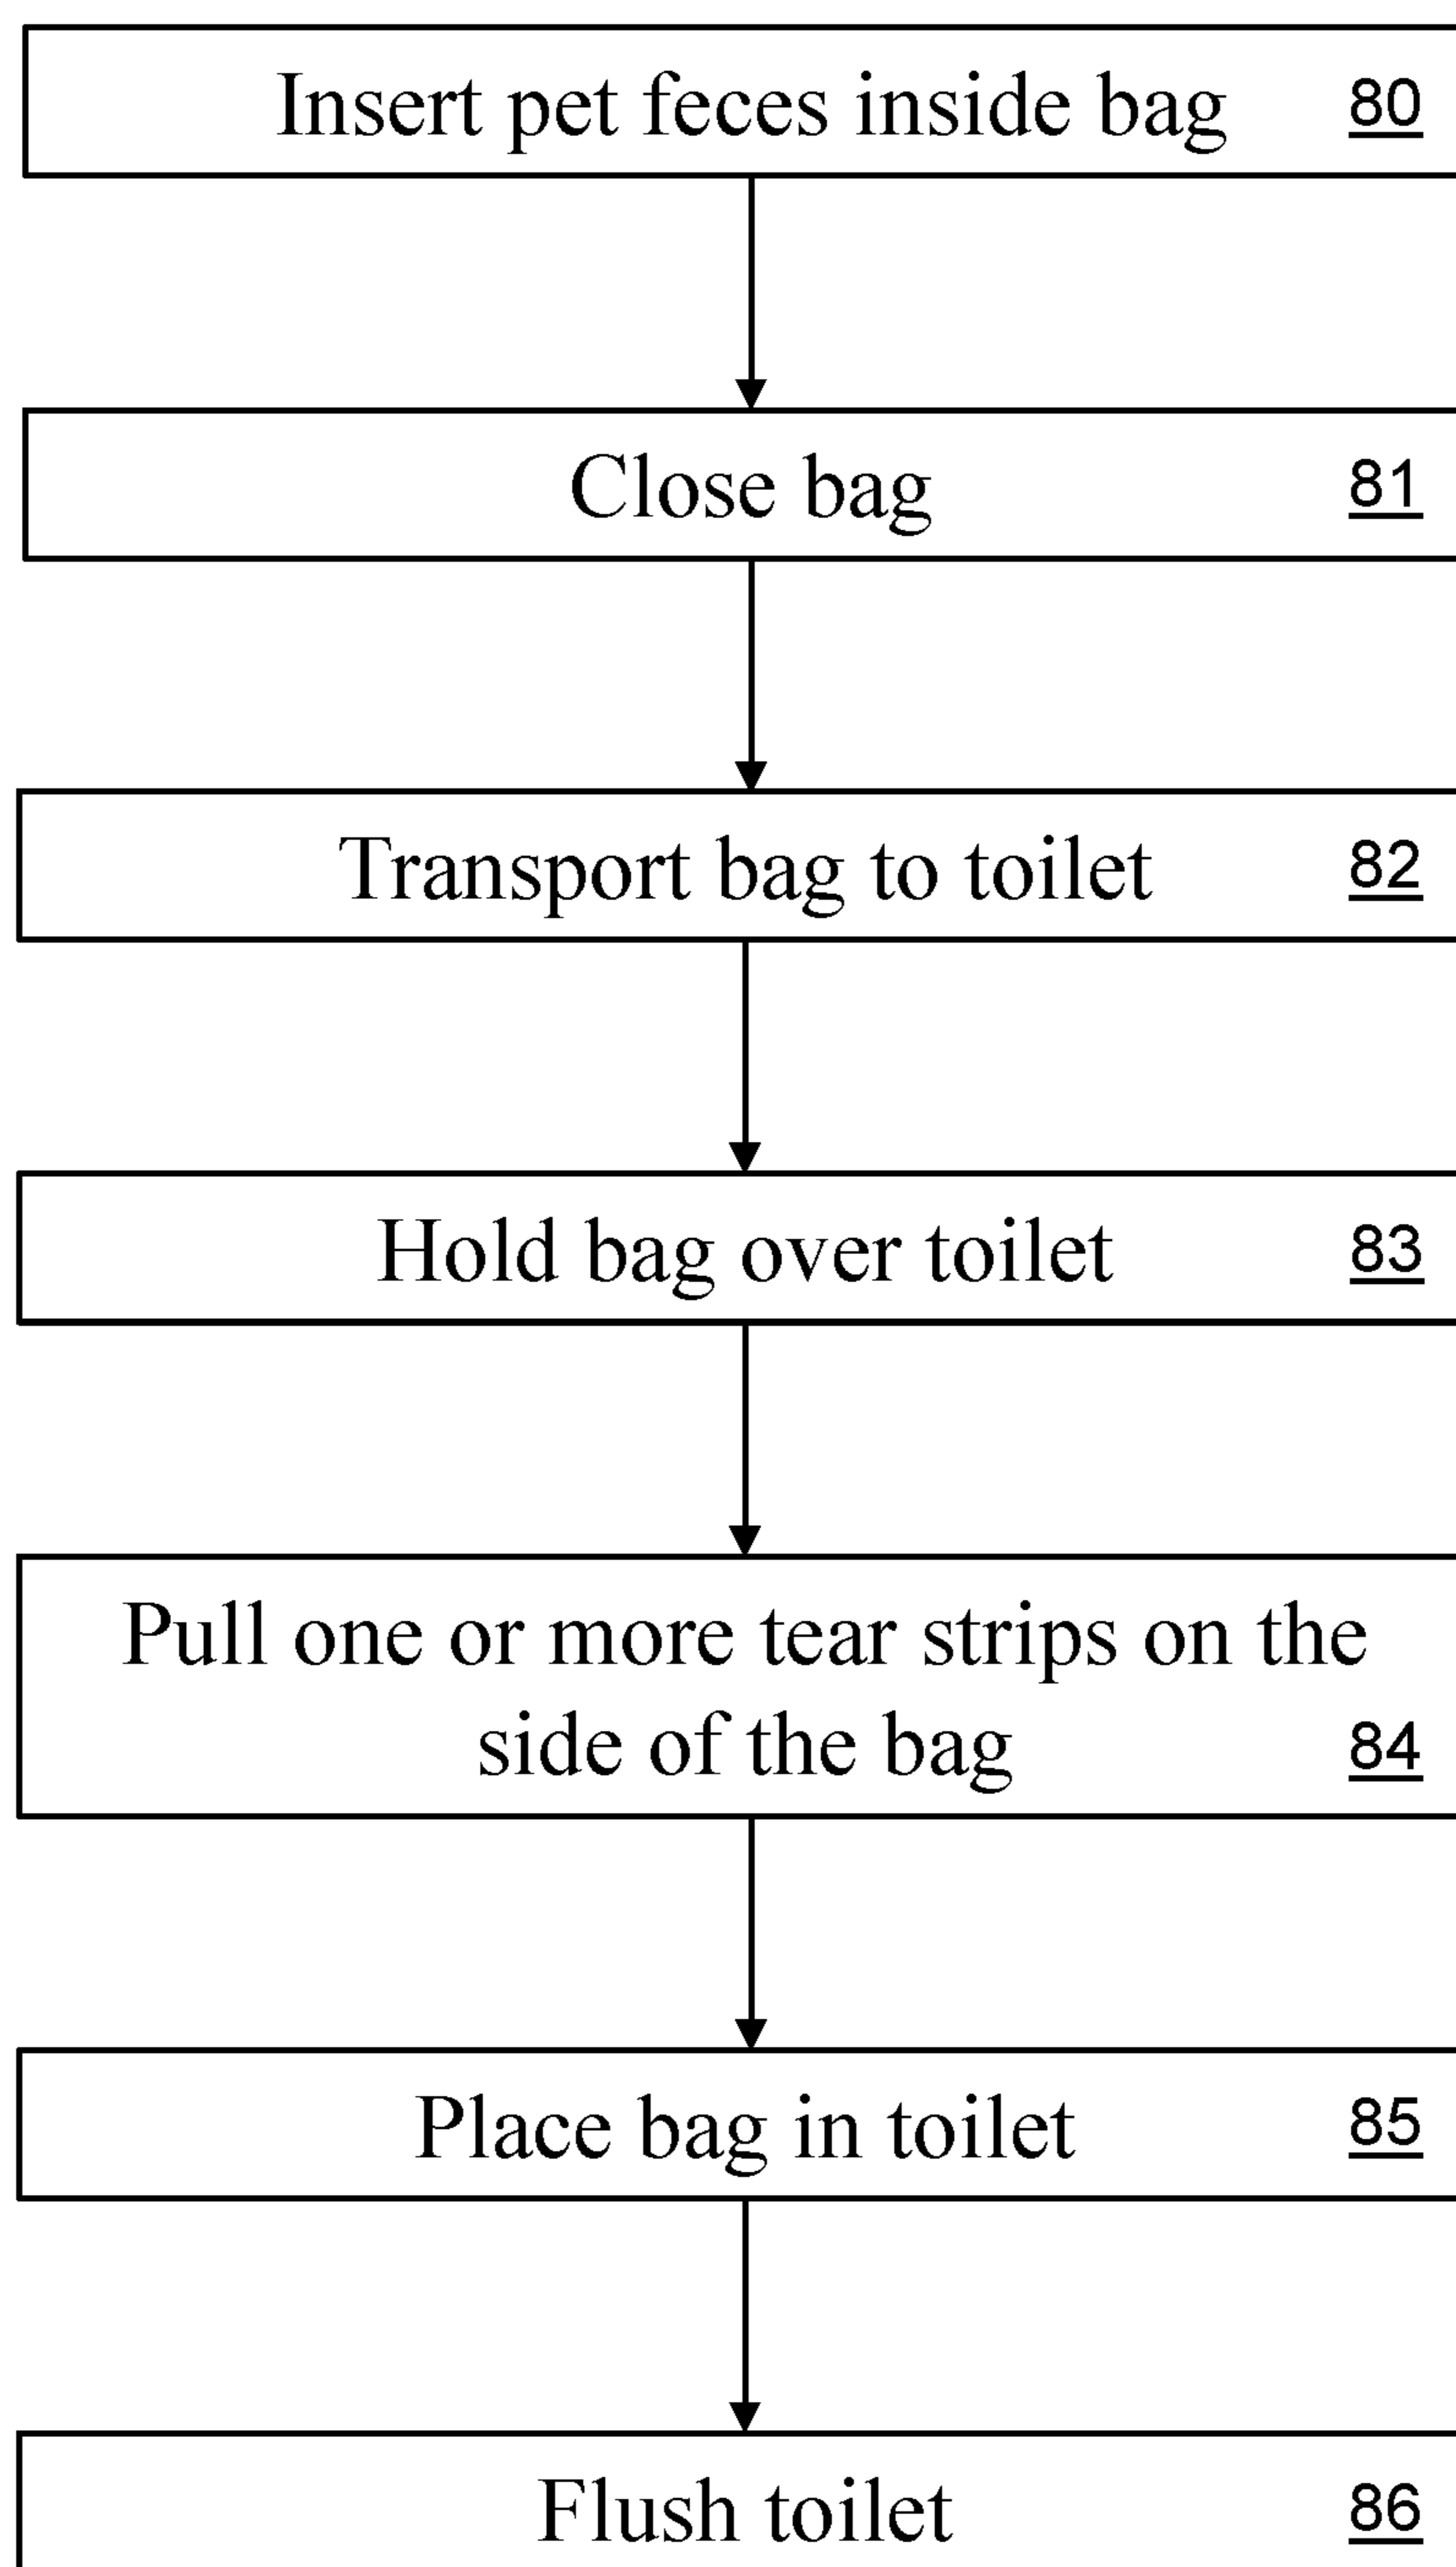 Insert pet feces inside bag 80
Close bag 81
Transport bag to toilet 82
Hold bag over toilet 83
Pull one or more tear strips on the
side of the bag 84
Place bag in toilet 85
Flush toilet 86